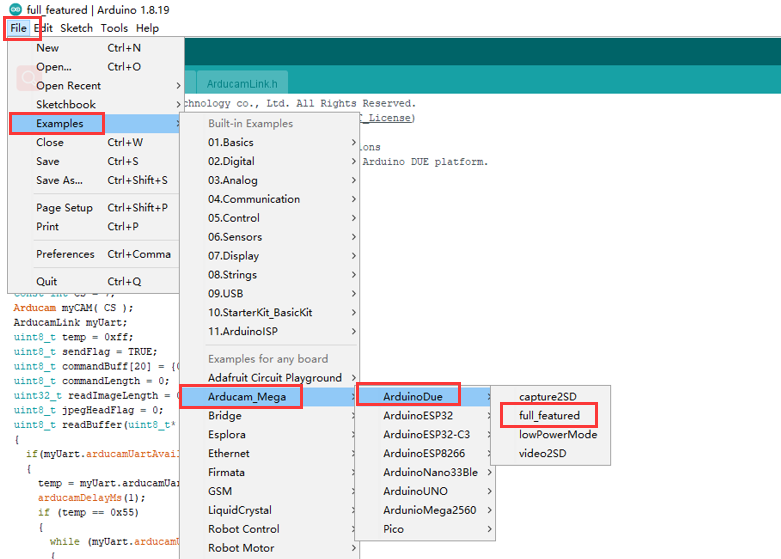 full_featured | Arduino 1.8.19
File Edit Sketch Tools Help
New Ctrl+N
Open... Ctrl+O
Open Recent
Sketchbook
Examples
Close Ctrl+W
Save Ctrl+S
Save As... Ctrl+Shift+S
Page Setup Ctrl+Shift+P
Print Ctrl+P
Preferences Ctrl+Comma
Quit Ctrl+Q
ArducamLink.h
chnology co., Ltd. All Rights Reserved.
_License)
ions
Arduino DUE platform.
Built-in Examples
01.Basics
02.Digital
03.Analog
04.Communication
05.Control
06.Sensors
07.Display
08.Strings
09.USB
10.StarterKit_BasicKit
11.ArduinoISP
Examples for any board
Adafruit Circuit Playground
Arducam_Mega
Bridge
Esplora
Ethernet
Firmata
GSM
LiquidCrystal
Robot Control
Robot Motor
ArduinoDue
ArduinoESP32
ArduinoESP32-C3
ArduinoESP8266
ArduinoNano33Ble
ArduinoUNO
ArdunioMega2560
Pico
capture2SD
full_featured
lowPowerMode
video2SD
const int CS = 7;
Arducam myCAM( CS );
ArducamLink myUart;
uint8_t temp = 0xff;
uint8_t sendFlag = TRUE;
uint8_t commandBuff[20] = {0
uint8_t commandLength = 0;
uint32_t readImageLength = 0
uint8_t jpegHeadFlag = 0;
uint8_t readBuffer(uint8_t*
{
if(myUart.arducamUartAvail
{
temp = myUart.arducamUar
arducamDelayMs(1);
if (temp == 0x55)
{
while (myUart.arducamU
{